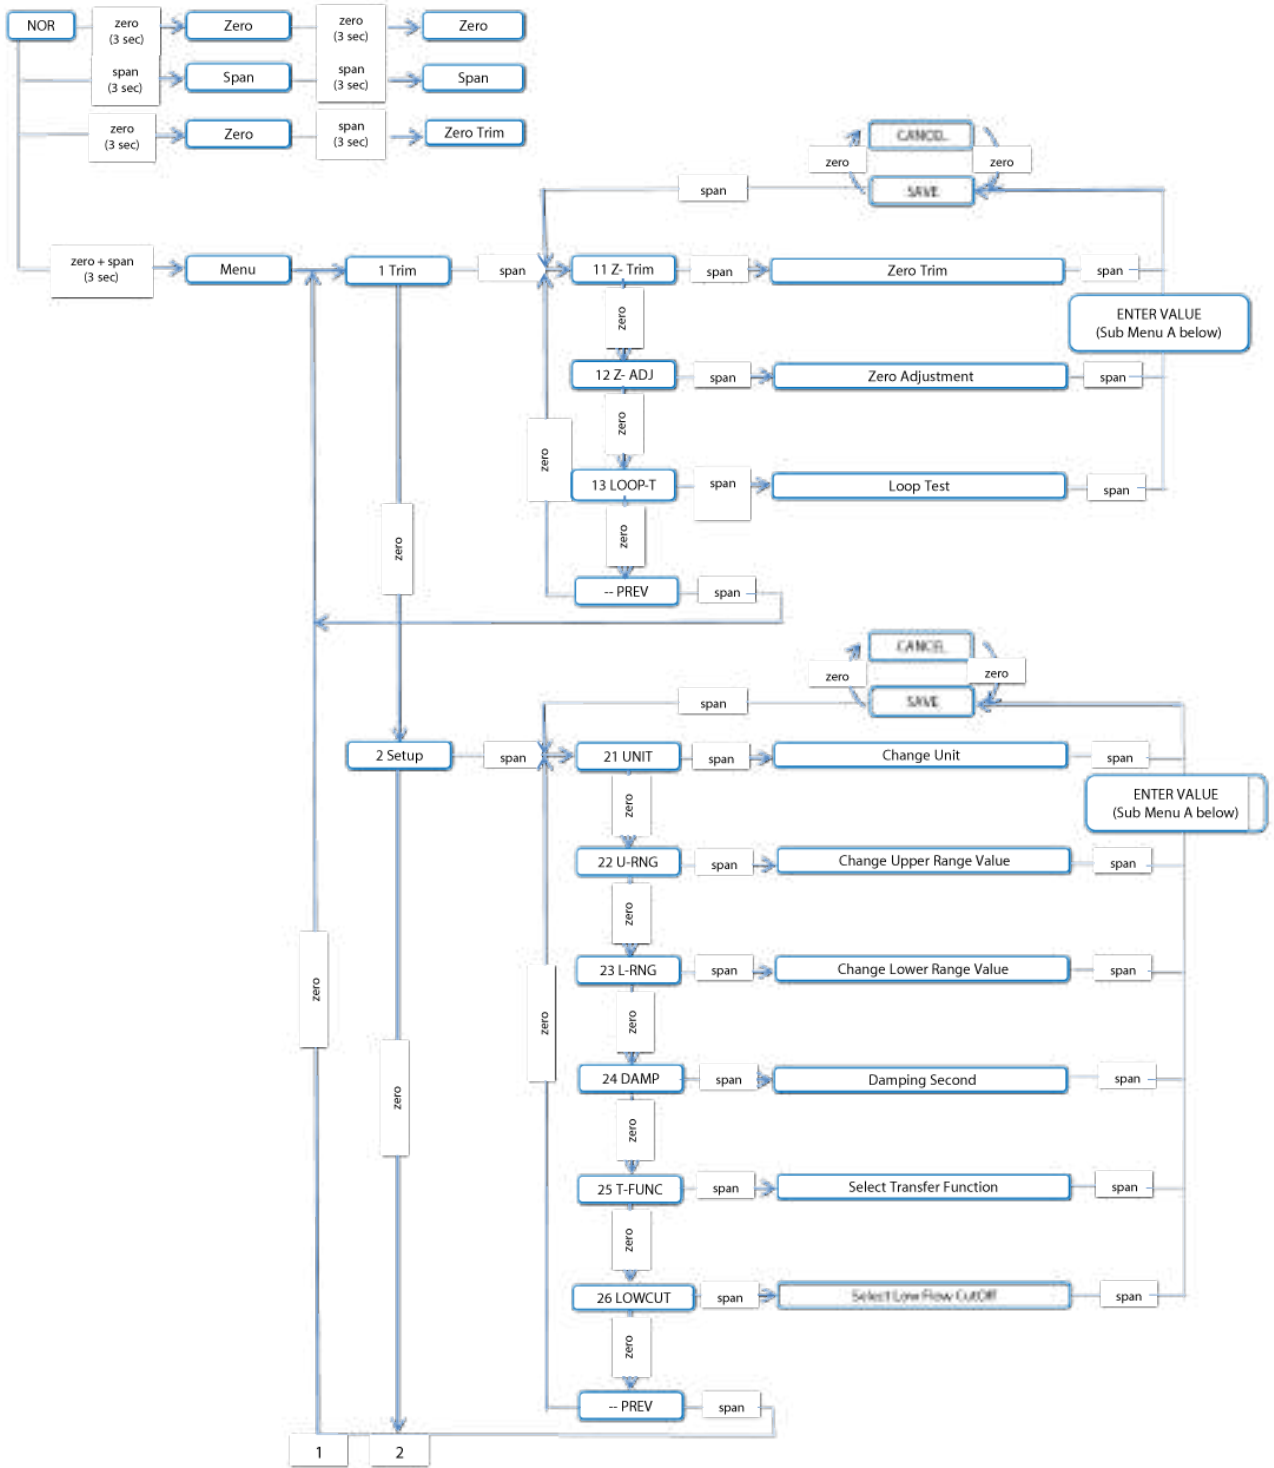 NOR
zero
(3 sec)
Zero
zero
(3 sec)
Zero
span
(3 sec)
Span
span
(3 sec)
Span
zero
(3 sec)
Zero
span
(3 sec)
Zero Trim
CANCEL
zero
zero
span
SAVE
zero + span
(3 sec)
Menu
1 Trim
span
11 Z- Trim
span
Zero Trim
span
ENTER VALUE
(Sub Menu A below)
zero
12 Z- ADJ
span
Zero Adjustment
span
zero
zero
13 LOOP-T
span
Loop Test
span
zero
zero
-- PREV
span
CANCEL
zero
zero
span
SAVE
2 Setup
span
21 UNIT
span
Change Unit
span
ENTER VALUE
(Sub Menu A below)
zero
22 U-RNG
span
Change Upper Range Value
span
zero
23 L-RNG
span
Change Lower Range Value
span
zero
zero
zero
24 DAMP
span
Damping Second
span
zero
zero
25 T-FUNC
span
Select Transfer Function
span
zero
26 LOWCUT
span
Select Low Flow CutOff
span
zero
-- PREV
span
1
2